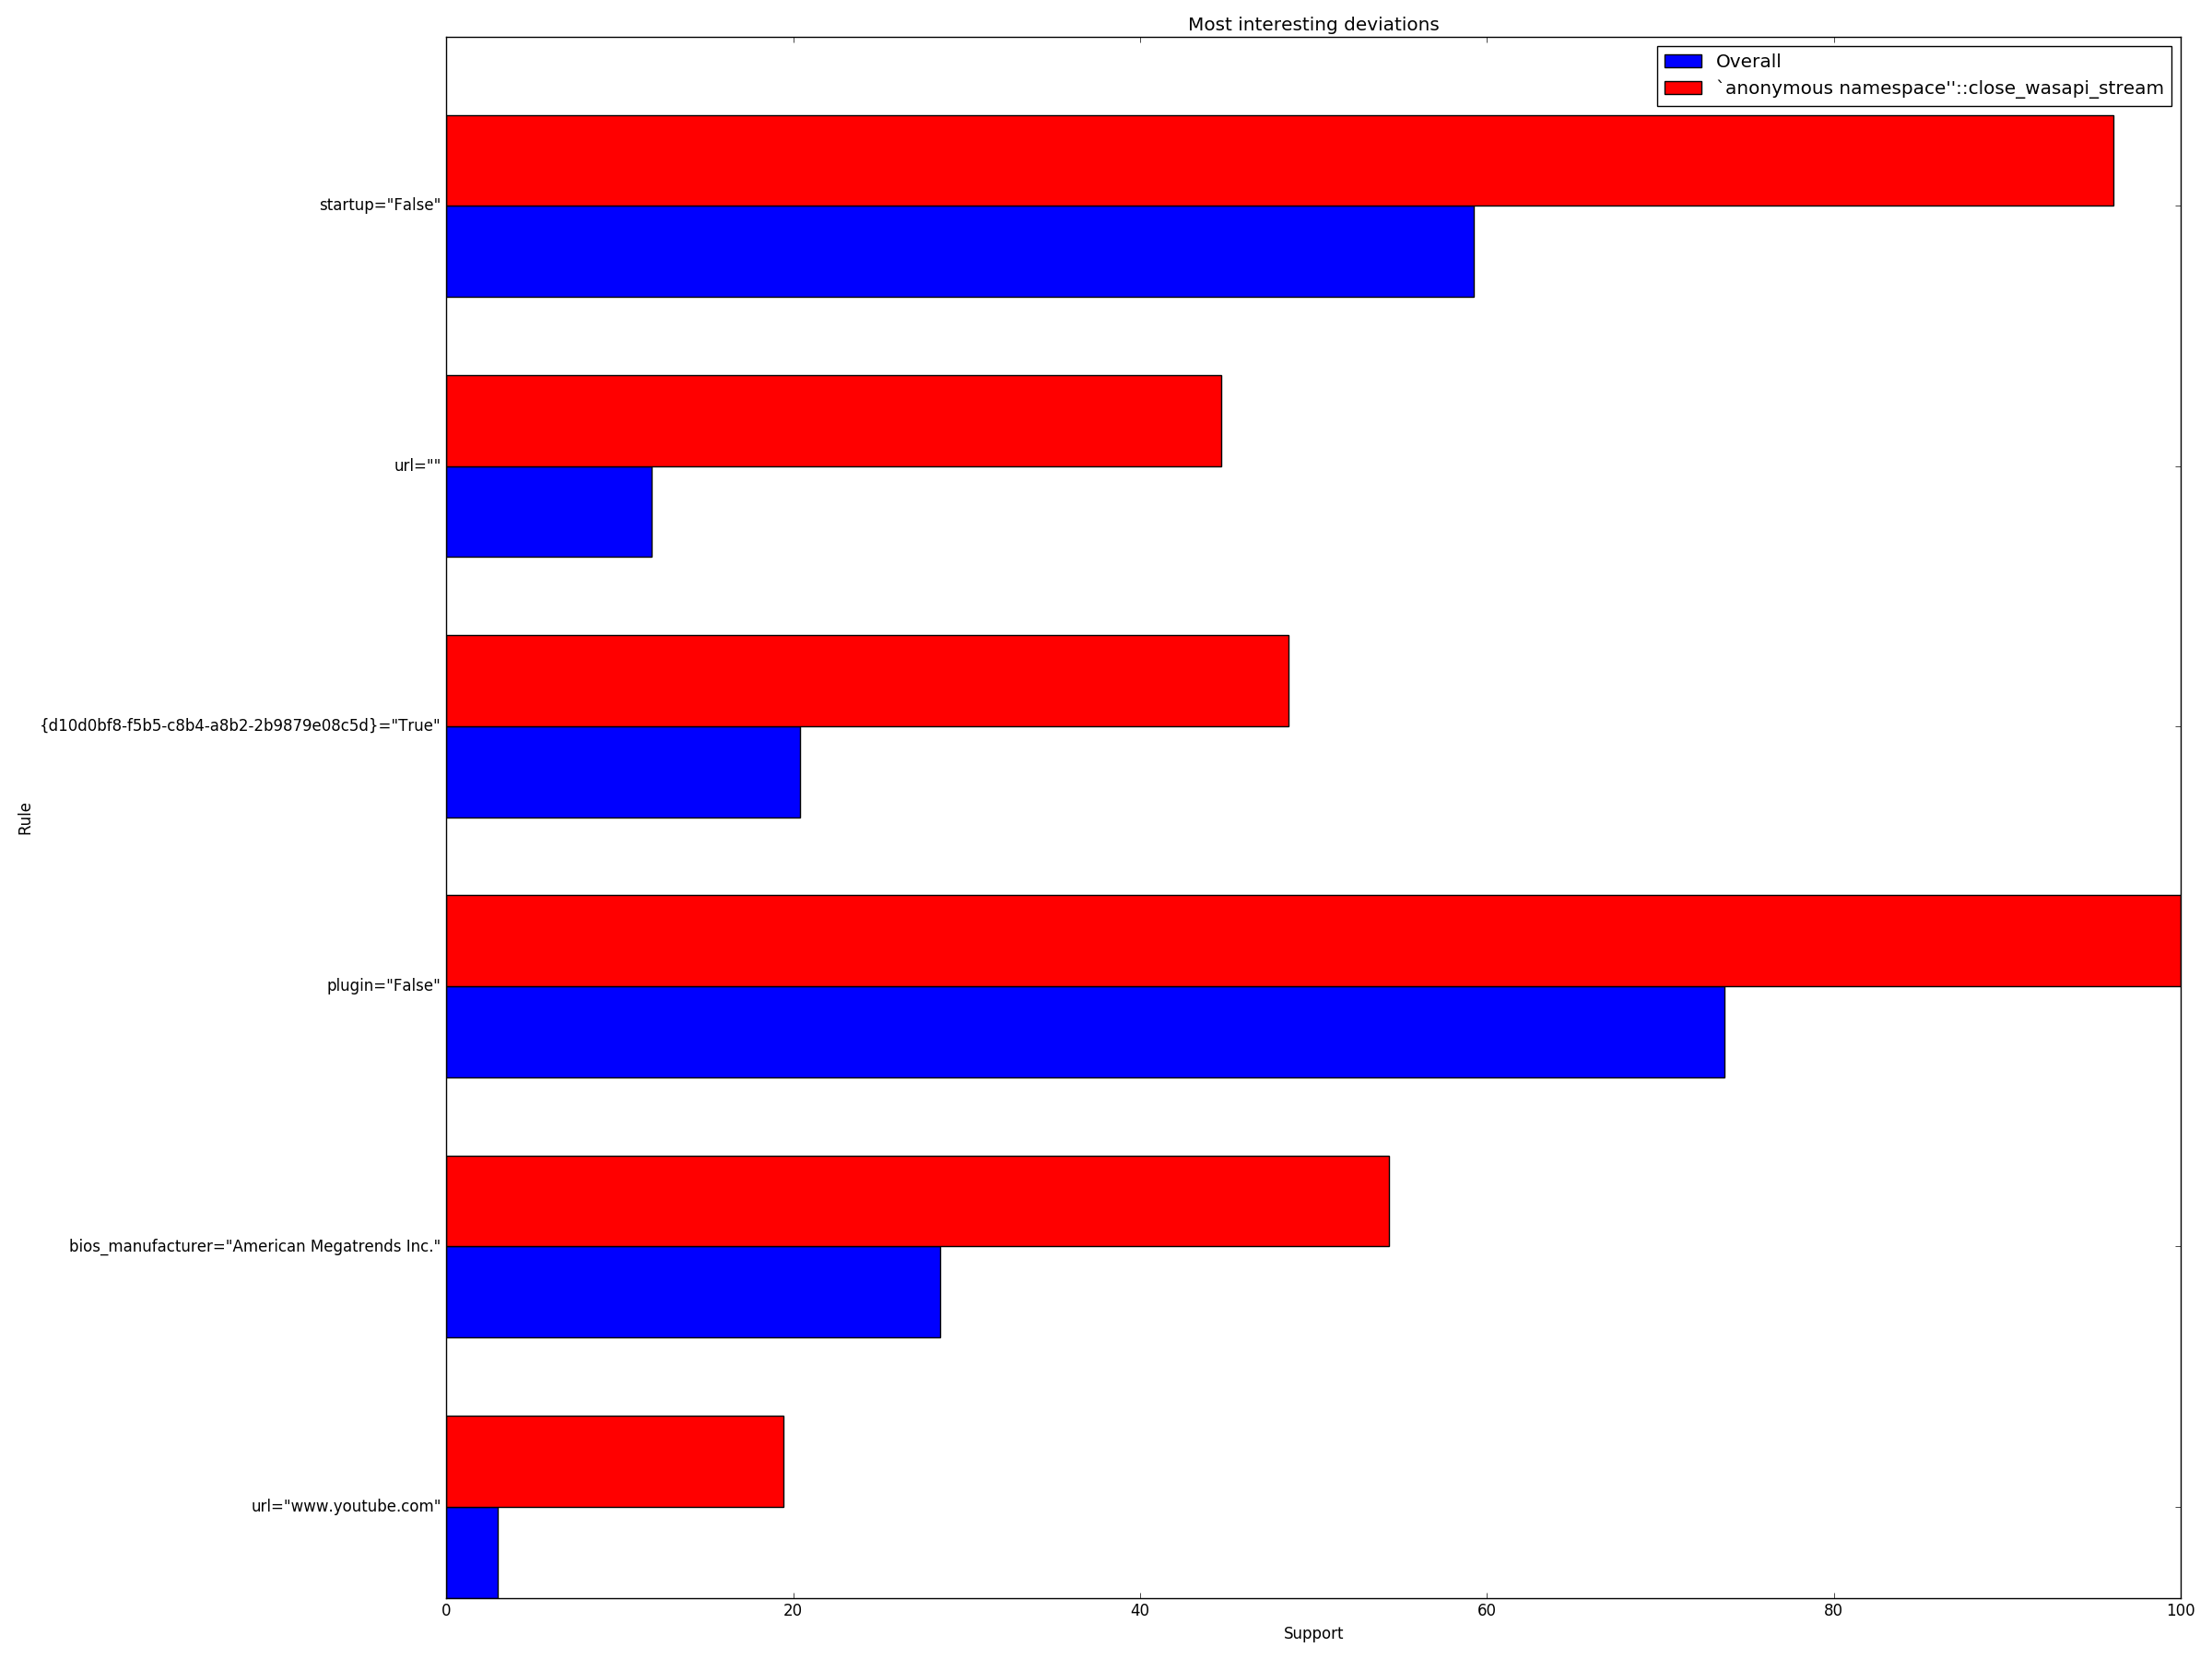 Most interesting deviations
Overall
`anonymous namespace''::close_wasapi_stream
startup="False"
url=""
{d10d0bf8-f5b5-c8b4-a8b2-2b9879e08c5d}="True"
Rule
plugin="False"
bios_manufacturer="American Megatrends Inc."
url="www.youtube.com"
0 20 40 60 80 100
Support